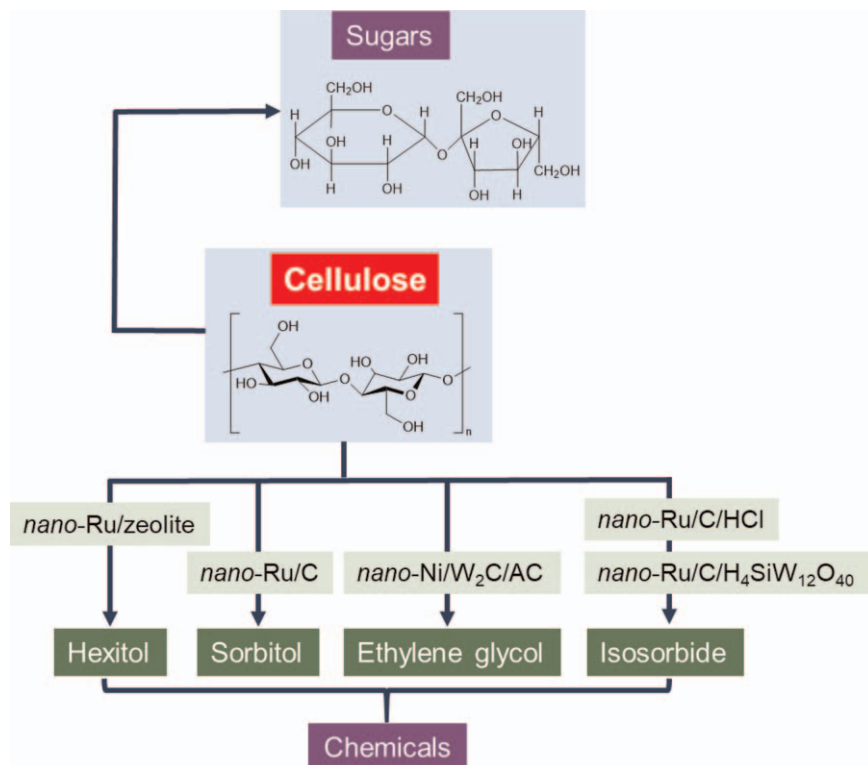 Sugars
CH₂OH
H
O
H
OH
H
OH
H
H
OH
O
CH₂OH
O
H
H
OH
OH
H
CH₂OH
Cellulose
OH
O
HO
OH
O
HO
OH
O
O
OH
n
nano-Ru/zeolite
nano-Ru/C
nano-Ni/W₂C/AC
nano-Ru/C/HCl
nano-Ru/C/H₄SiW₁₂O₄₀
Hexitol
Sorbitol
Ethylene glycol
Isosorbide
Chemicals